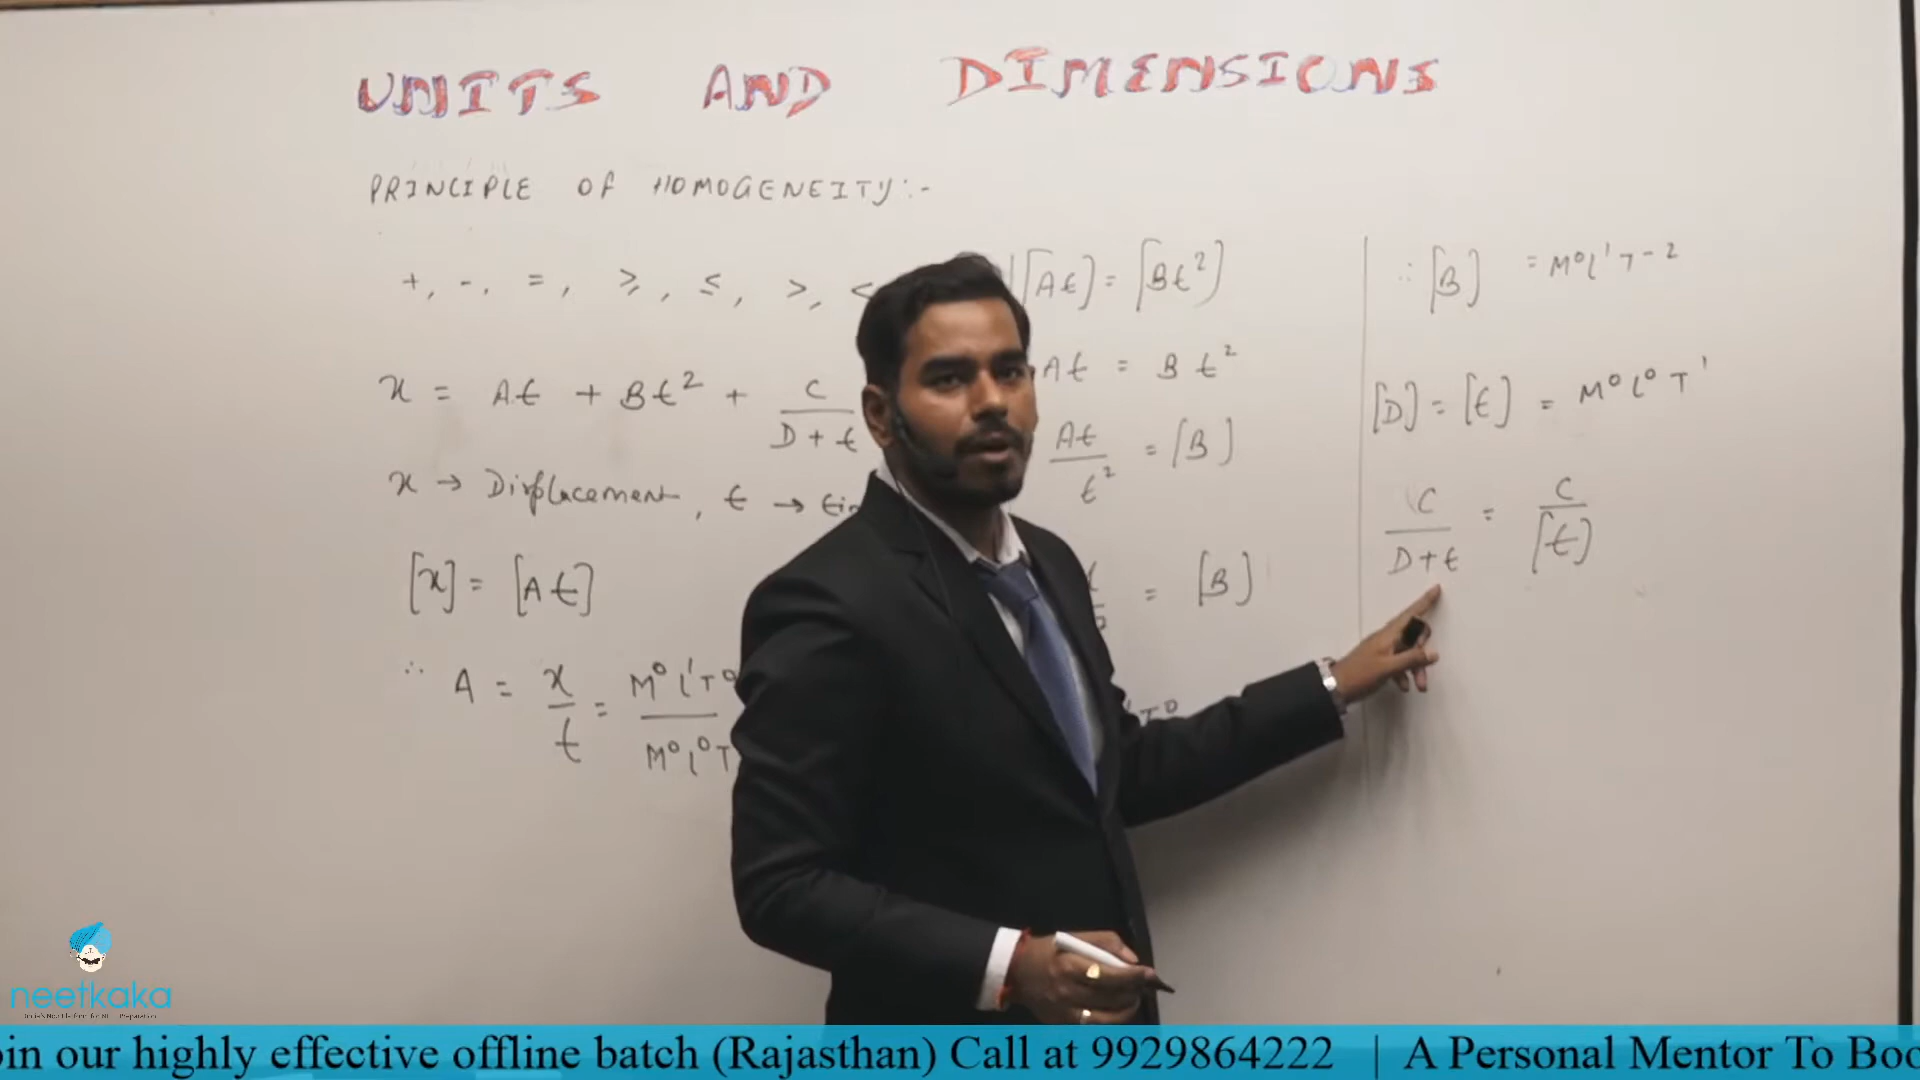 UNITS AND DIMENSIONS
PRINCIPLE OF HOMOGENEITY:-
+, -, =, ≥, ≤, >, <
x = At + Bt² + C/(D+t)
x → Displacement, t →
[x] = [At]
∴ A = x/t = M⁰L¹T⁰/M⁰L⁰T
[At] = [Bt²]
At = Bt²
At/t² = [B]
= [B]
∴ [B] = M⁰L¹T-2
[D] = [t] = M⁰L⁰T¹
C/(D+t) = C/[t]
neetkaka
oin our highly effective offline batch (Rajasthan) Call at 9929864222 | A Personal Mentor To Boo